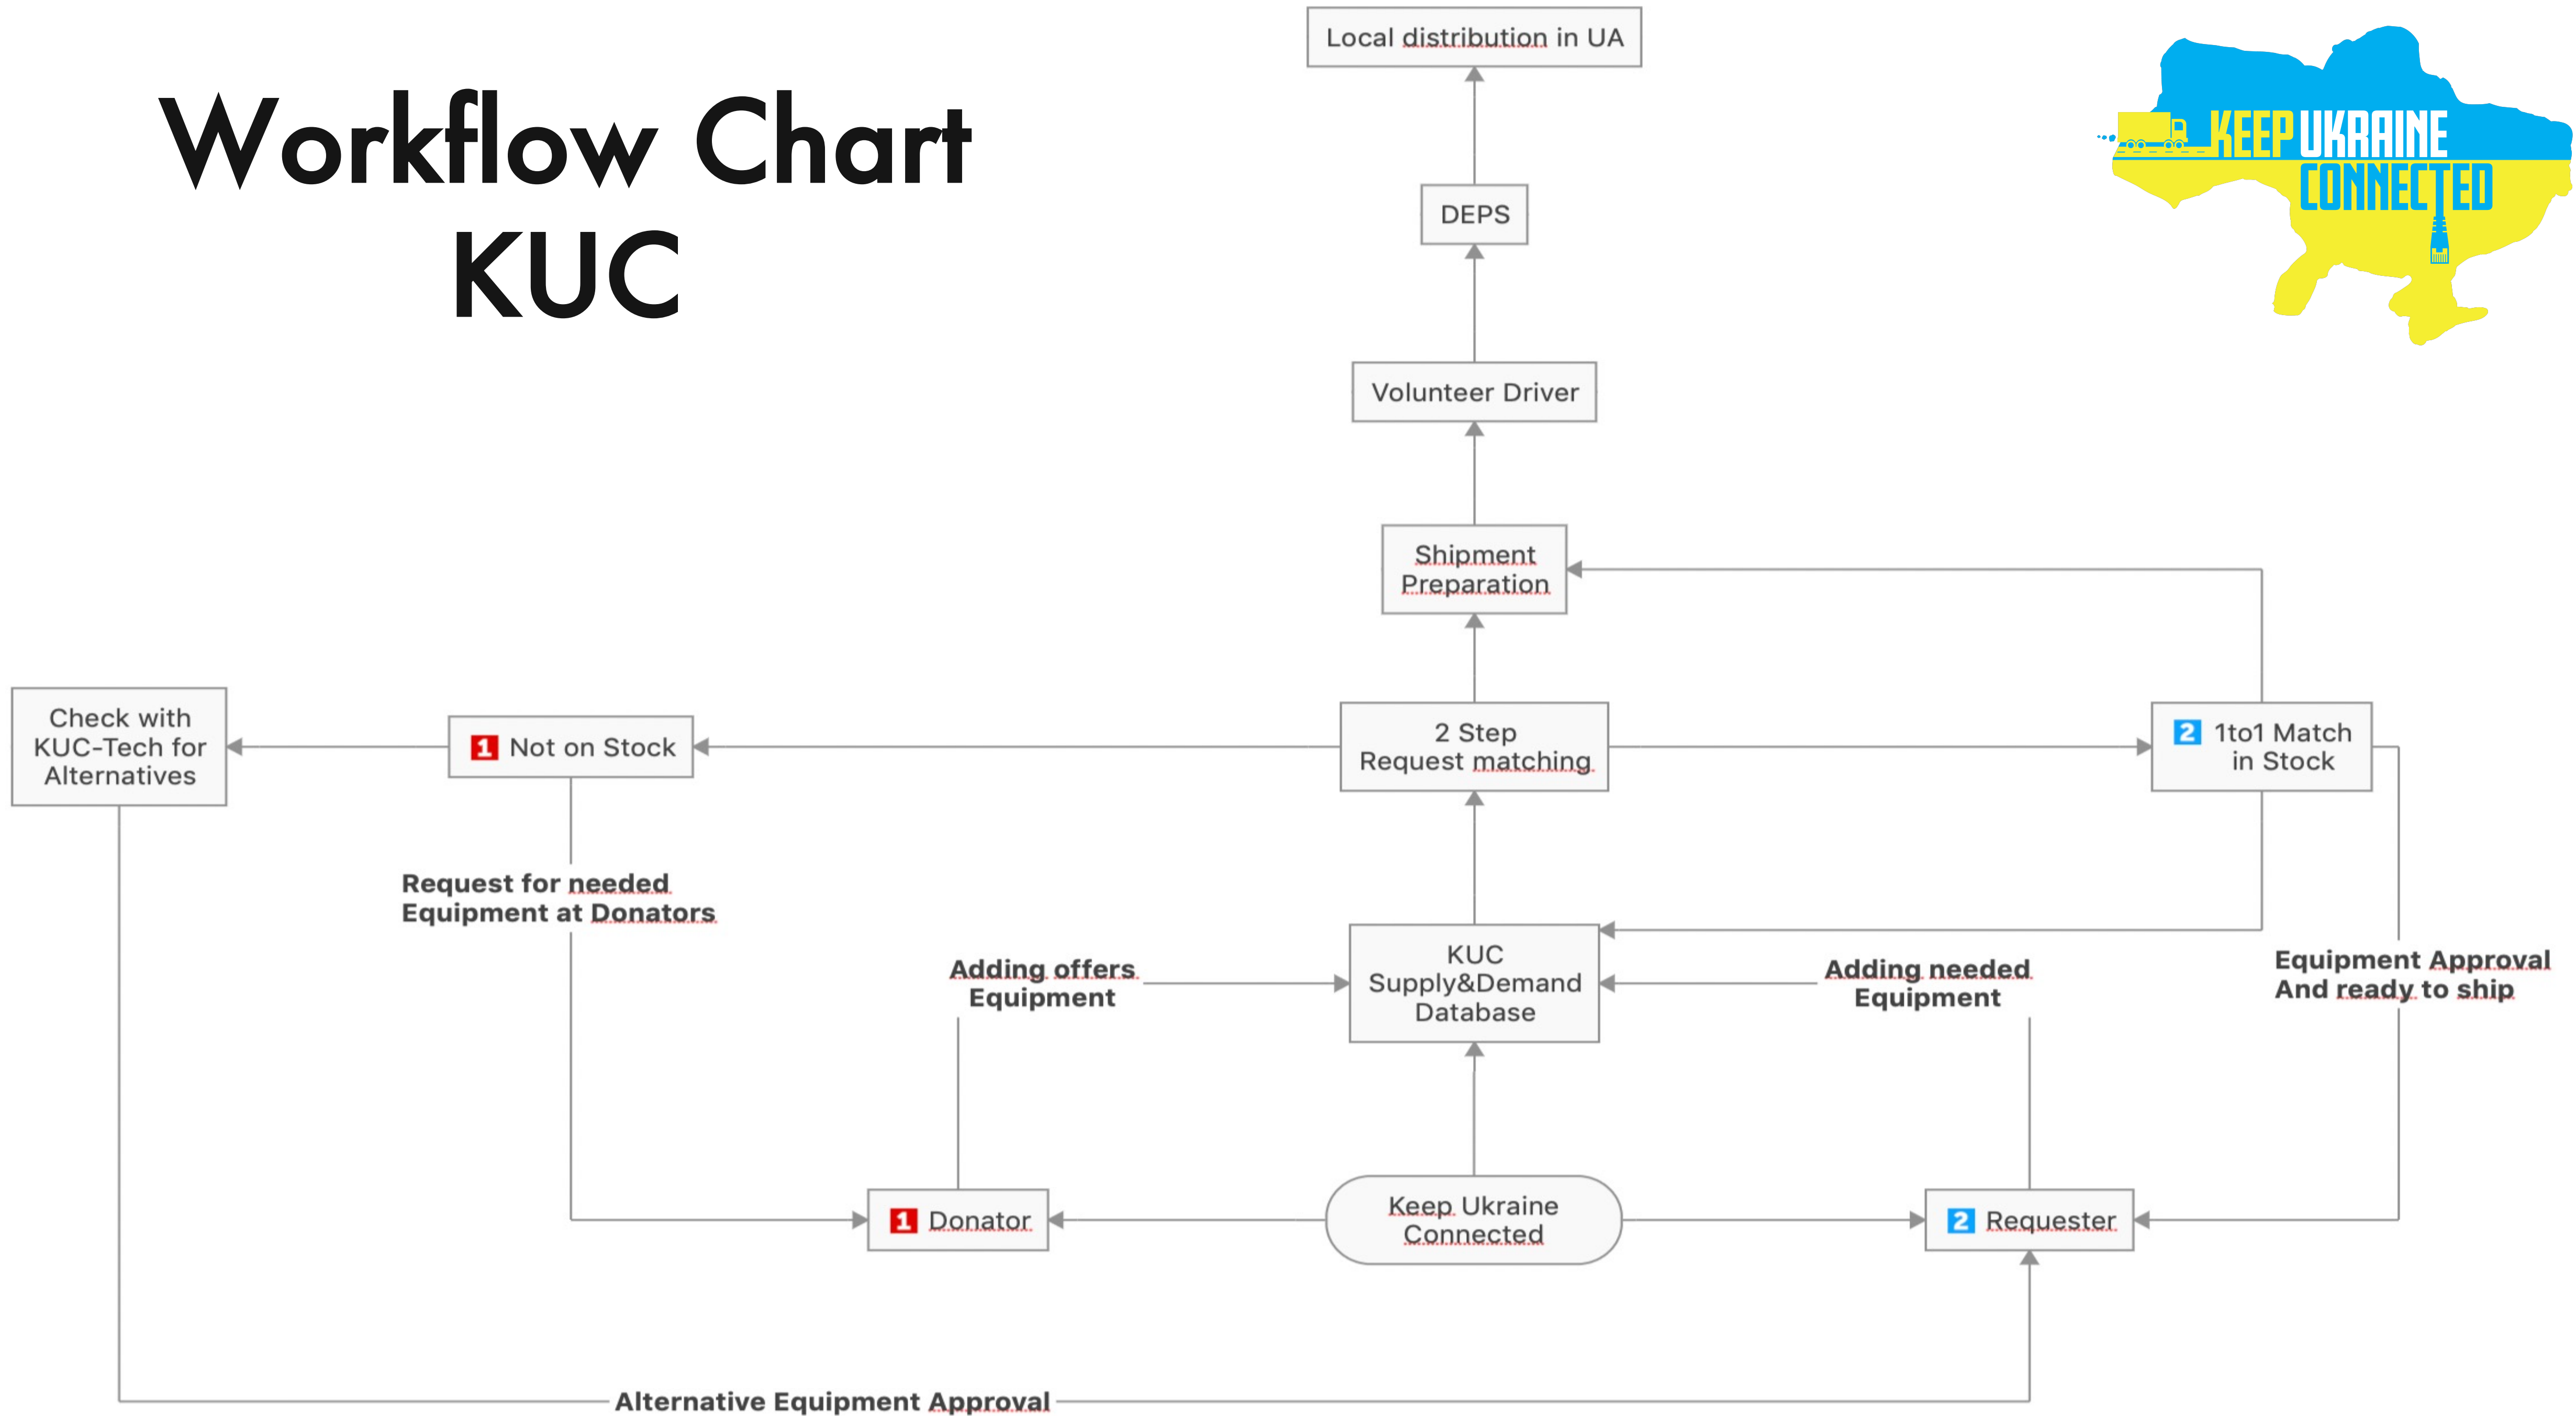 Workflow Chart
KUC
KEEP UKRAINE
CONNECTED
Local distribution in UA
DEPS
Volunteer Driver
Shipment
Preparation
Check with
KUC-Tech for
Alternatives
1 Not on Stock
2 Step
Request matching
2 1to1 Match
in Stock
Request for needed
Equipment at Donators
Adding offers
Equipment
KUC
Supply&Demand
Database
Adding needed
Equipment
Equipment Approval
And ready to ship
1 Donator
Keep Ukraine
Connected
2 Requester
Alternative Equipment Approval